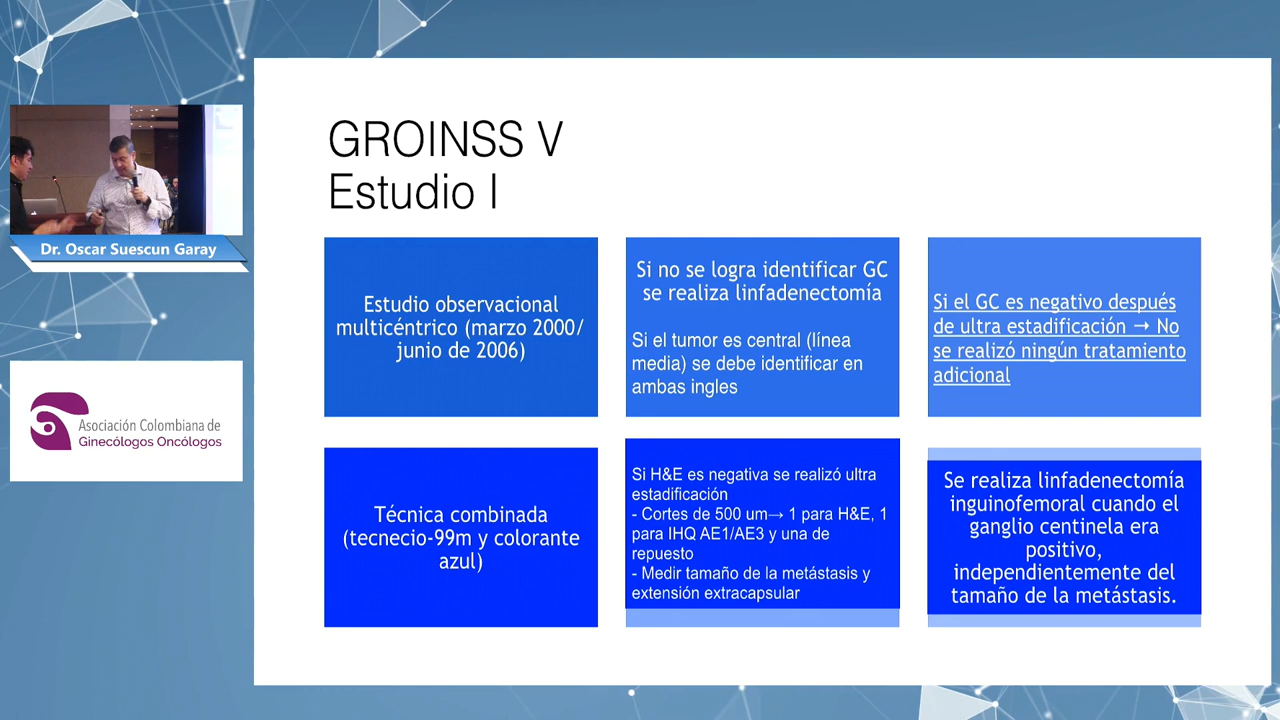 GROINSS V
Estudio I
Dr. Oscar Suescun Garay
Asociación Colombiana de
Ginecólogos Oncólogos
Estudio observacional
multicéntrico (marzo 2000/
junio de 2006)
Si no se logra identificar GC
se realiza linfadenectomía
Si el tumor es central (línea
media) se debe identificar en
ambas ingles
Si el GC es negativo después
de ultra estadificación → No
se realizó ningún tratamiento
adicional
Técnica combinada
(tecnecio-99m y colorante
azul)
Si H&E es negativa se realizó ultra
estadificación
- Cortes de 500 um→ 1 para H&E, 1
para IHQ AE1/AE3 y una de
repuesto
- Medir tamaño de la metástasis y
extensión extracapsular
Se realiza linfadenectomía
inguinofemoral cuando el
ganglio centinela era
positivo,
independientemente del
tamaño de la metástasis.